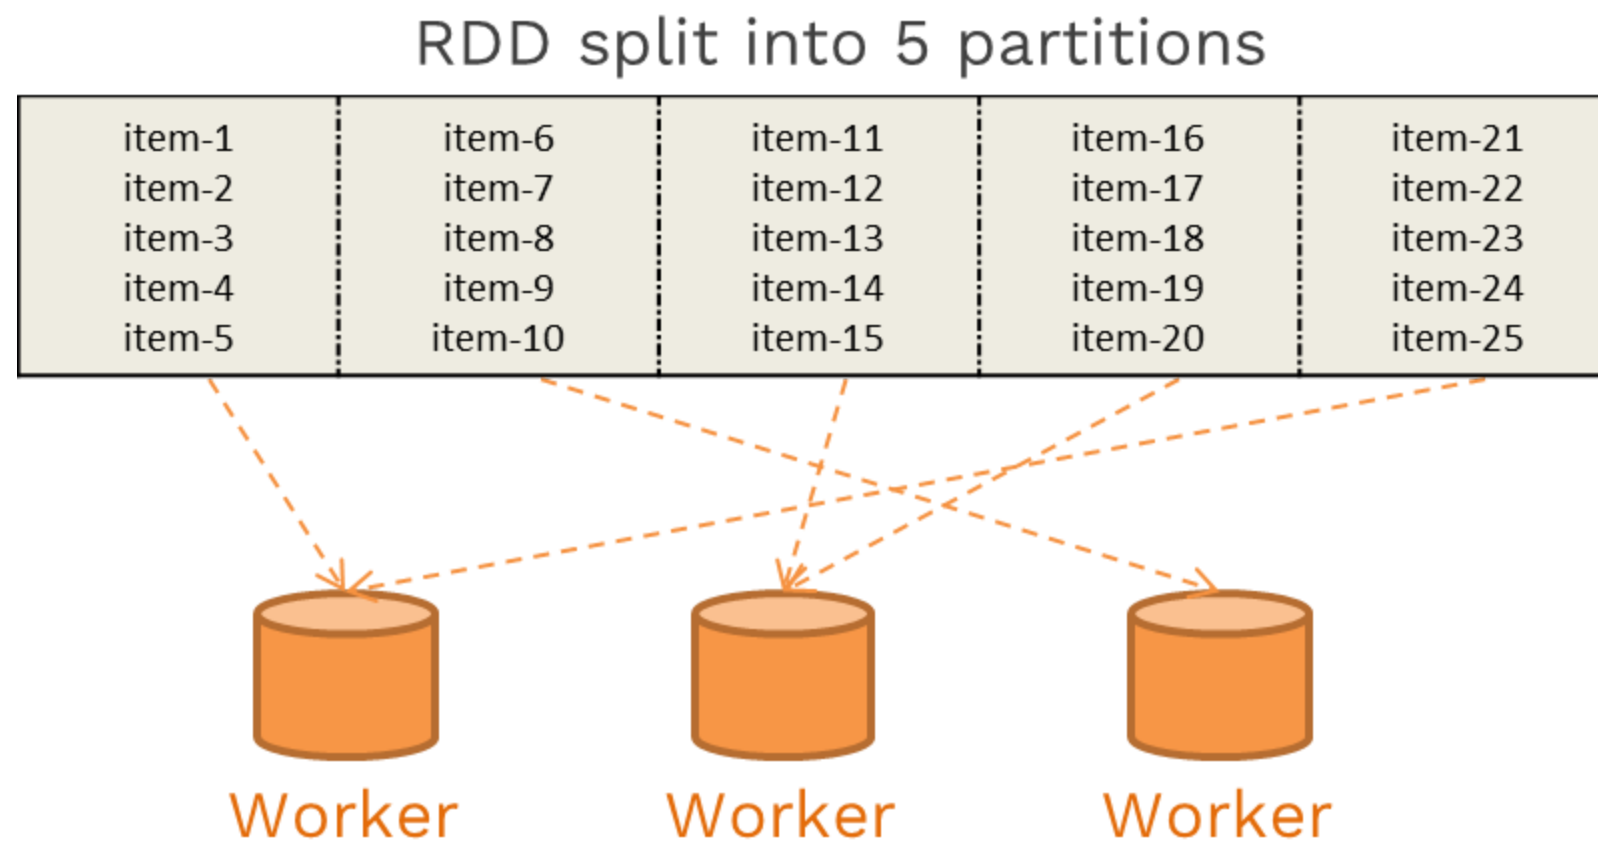 RDD split into 5 partitions
item-1
item-2
item-3
item-4
item-5
item-6
item-7
item-8
item-9
item-10
item-11
item-12
item-13
item-14
item-15
item-16
item-17
item-18
item-19
item-20
item-21
item-22
item-23
item-24
item-25
Worker
Worker
Worker